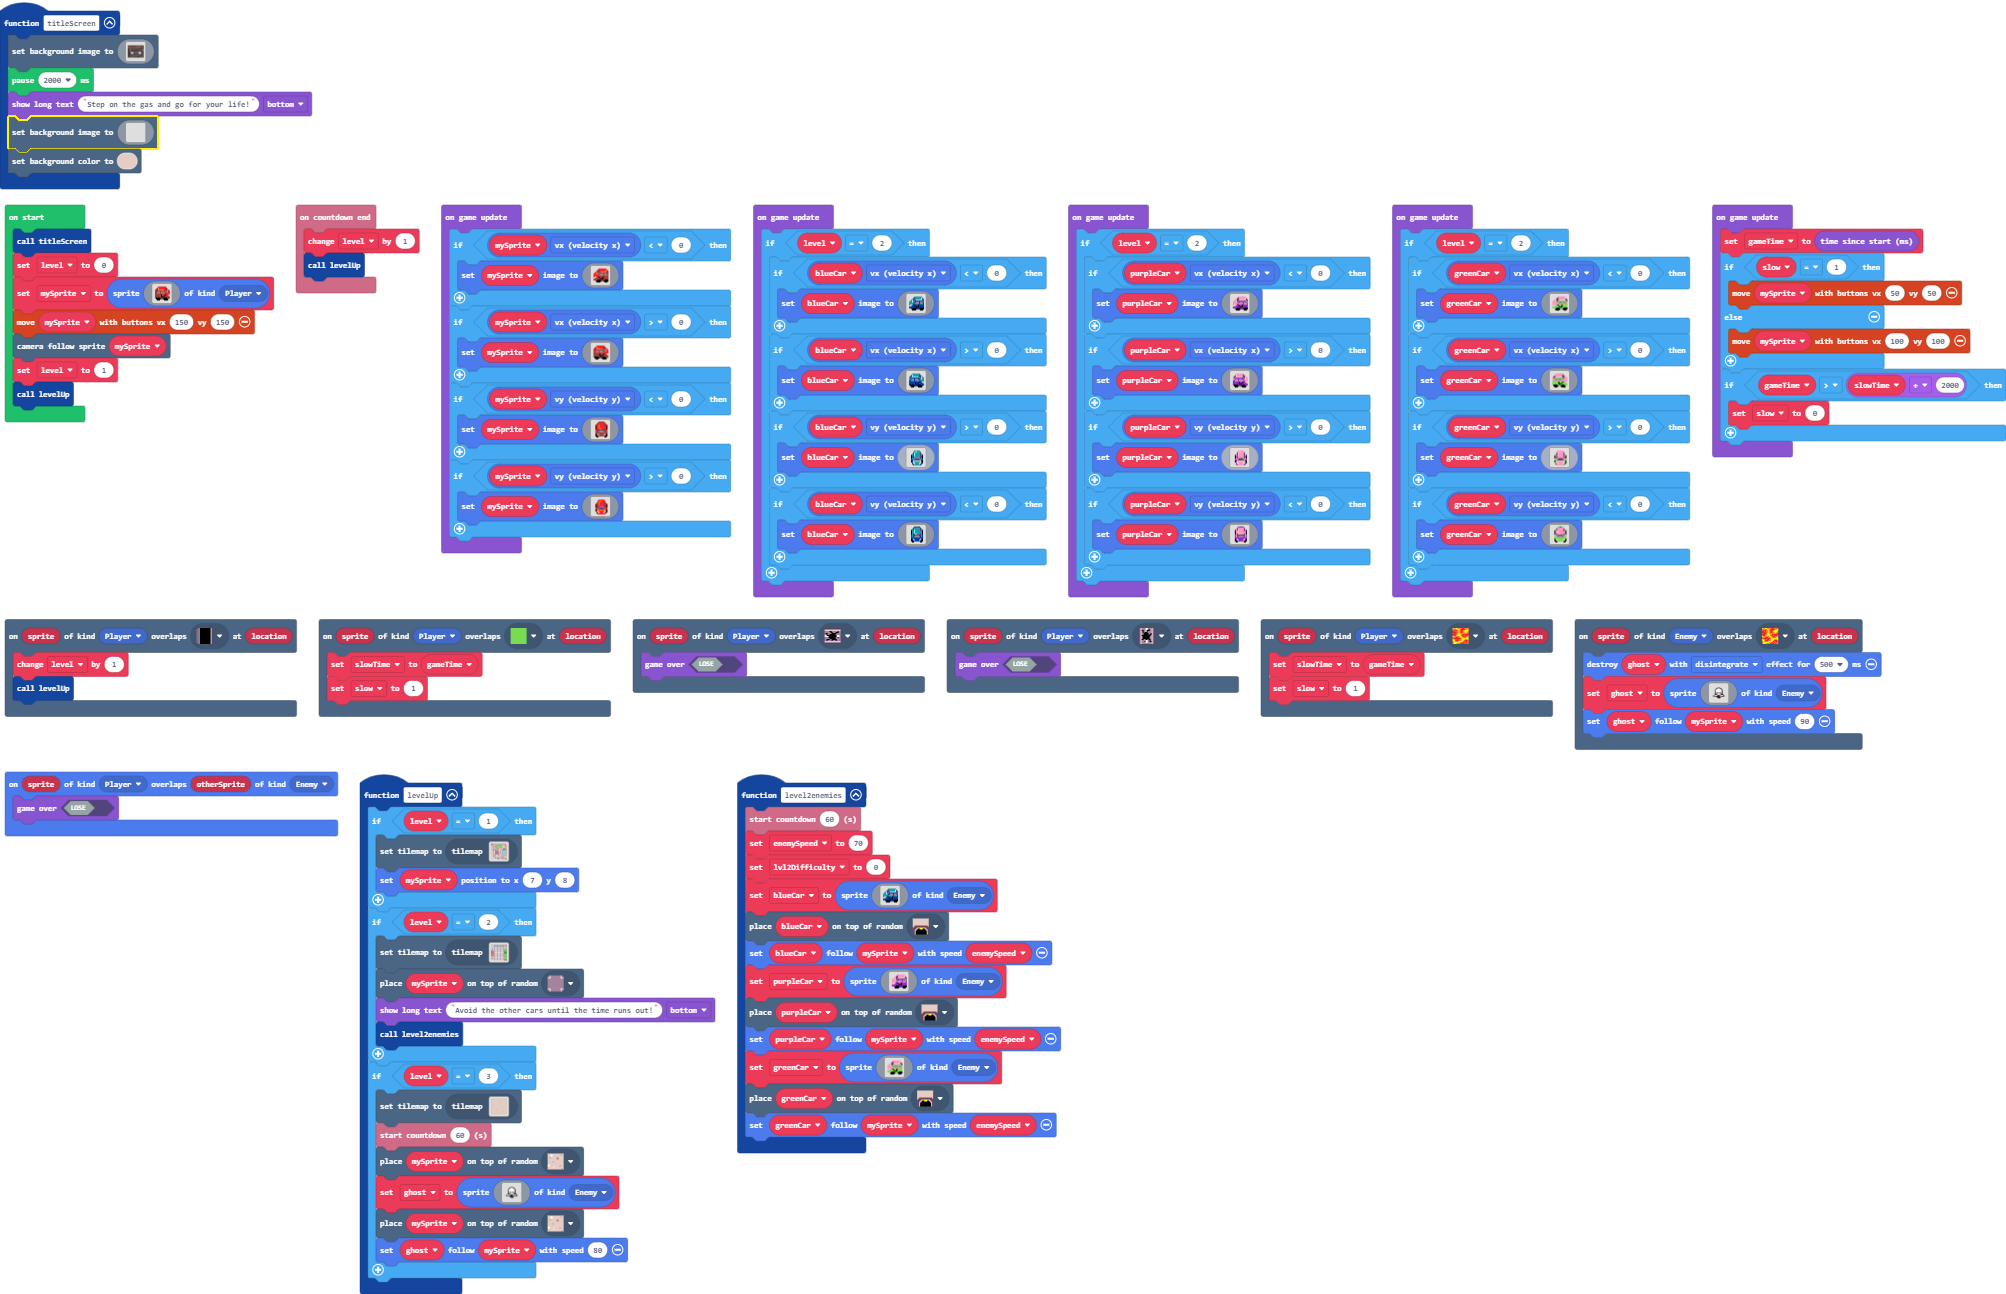 function titleScreen
set background image to
pause 2000 ms
show long text "Step on the gas and go for your life!" bottom
set background image to
set background color to
on start
call titleScreen
set level to 0
set mySprite to sprite of kind Player
move mySprite with buttons vx 150 vy 150
camera follow sprite mySprite
set level to 1
call levelUp
on countdown end
change level by 1
call levelUp
on game update
if mySprite vx (velocity x) < 0 then
set mySprite image to
if mySprite vx (velocity x) > 0 then
set mySprite image to
if mySprite vy (velocity y) < 0 then
set mySprite image to
if mySprite vy (velocity y) > 0 then
set mySprite image to
on game update
if level = 2 then
if blueCar vx (velocity x) < 0 then
set blueCar image to
if blueCar vx (velocity x) > 0 then
set blueCar image to
if blueCar vy (velocity y) > 0 then
set blueCar image to
if blueCar vy (velocity y) < 0 then
set blueCar image to
on game update
if level = 2 then
if purpleCar vx (velocity x) < 0 then
set purpleCar image to
if purpleCar vx (velocity x) > 0 then
set purpleCar image to
if purpleCar vy (velocity y) > 0 then
set purpleCar image to
if purpleCar vy (velocity y) < 0 then
set purpleCar image to
on game update
if level = 2 then
if greenCar vx (velocity x) < 0 then
set greenCar image to
if greenCar vx (velocity x) > 0 then
set greenCar image to
if greenCar vy (velocity y) > 0 then
set greenCar image to
if greenCar vy (velocity y) < 0 then
set greenCar image to
on game update
set gameTime to time since start (ms)
if slow = 1 then
move mySprite with buttons vx 50 vy 50
else
move mySprite with buttons vx 100 vy 100
if gameTime > slowTime + 2000 then
set slow to 0
on sprite of kind Player overlaps at location
change level by 1
call levelUp
on sprite of kind Player overlaps at location
set slowTime to gameTime
set slow to 1
on sprite of kind Player overlaps at location
game over LOSE
on sprite of kind Player overlaps at location
game over LOSE
on sprite of kind Player overlaps at location
set slowTime to gameTime
set slow to 1
on sprite of kind Enemy overlaps at location
destroy ghost with disintegrate effect for 500 ms
set ghost to sprite of kind Enemy
set ghost follow mySprite with speed 90
on sprite of kind Player overlaps otherSprite of kind Enemy
game over LOSE
function levelUp
if level = 1 then
set tilemap to tilemap
set mySprite position to x 7 y 8
if level = 2 then
set tilemap to tilemap
place mySprite on top of random
show long text "Avoid the other cars until the time runs out!" bottom
call level2enemies
if level = 3 then
set tilemap to tilemap
start countdown 60 (s)
place mySprite on top of random
set ghost to sprite of kind Enemy
place mySprite on top of random
set ghost follow mySprite with speed 80
function level2enemies
start countdown 60 (s)
set enemySpeed to 70
set lvl2Difficulty to 0
set blueCar to sprite of kind Enemy
place blueCar on top of random
set blueCar follow mySprite with speed enemySpeed
set purpleCar to sprite of kind Enemy
place purpleCar on top of random
set purpleCar follow mySprite with speed enemySpeed
set greenCar to sprite of kind Enemy
place greenCar on top of random
set greenCar follow mySprite with speed enemySpeed